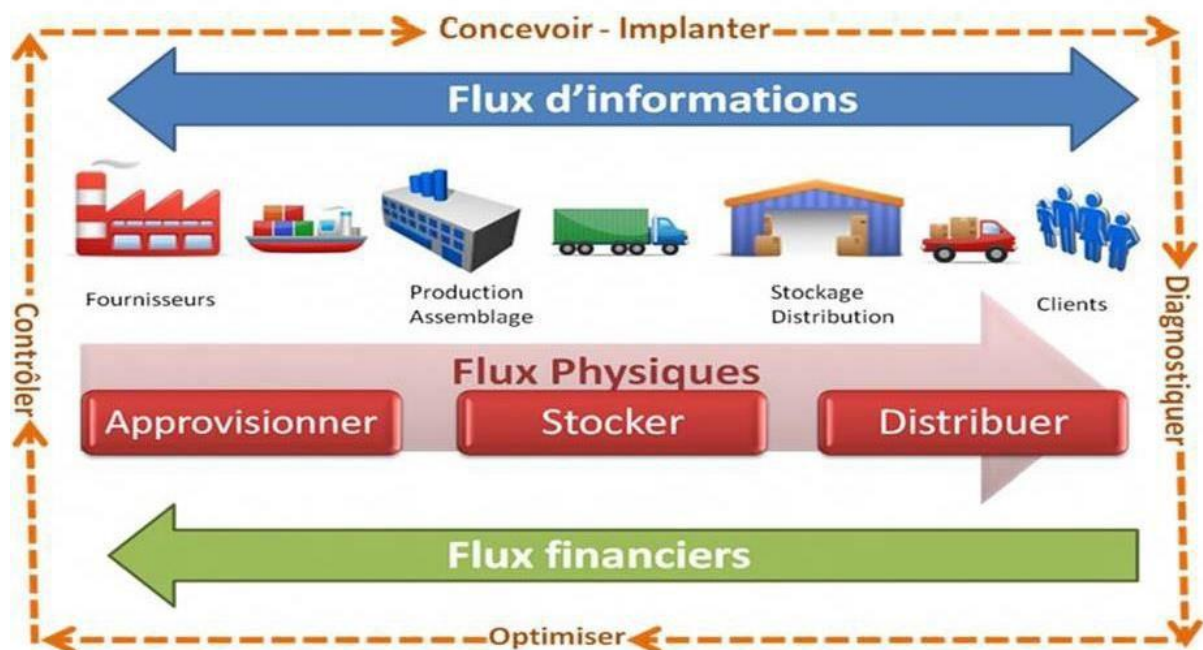 Concevoir - Implanter
Flux d'informations
Fournisseurs
Production
Assemblage
Stockage
Distribution
Clients
Contrôler
Diagnostiquer
Flux Physiques
Approvisionner
Stocker
Distribuer
Flux financiers
Optimiser